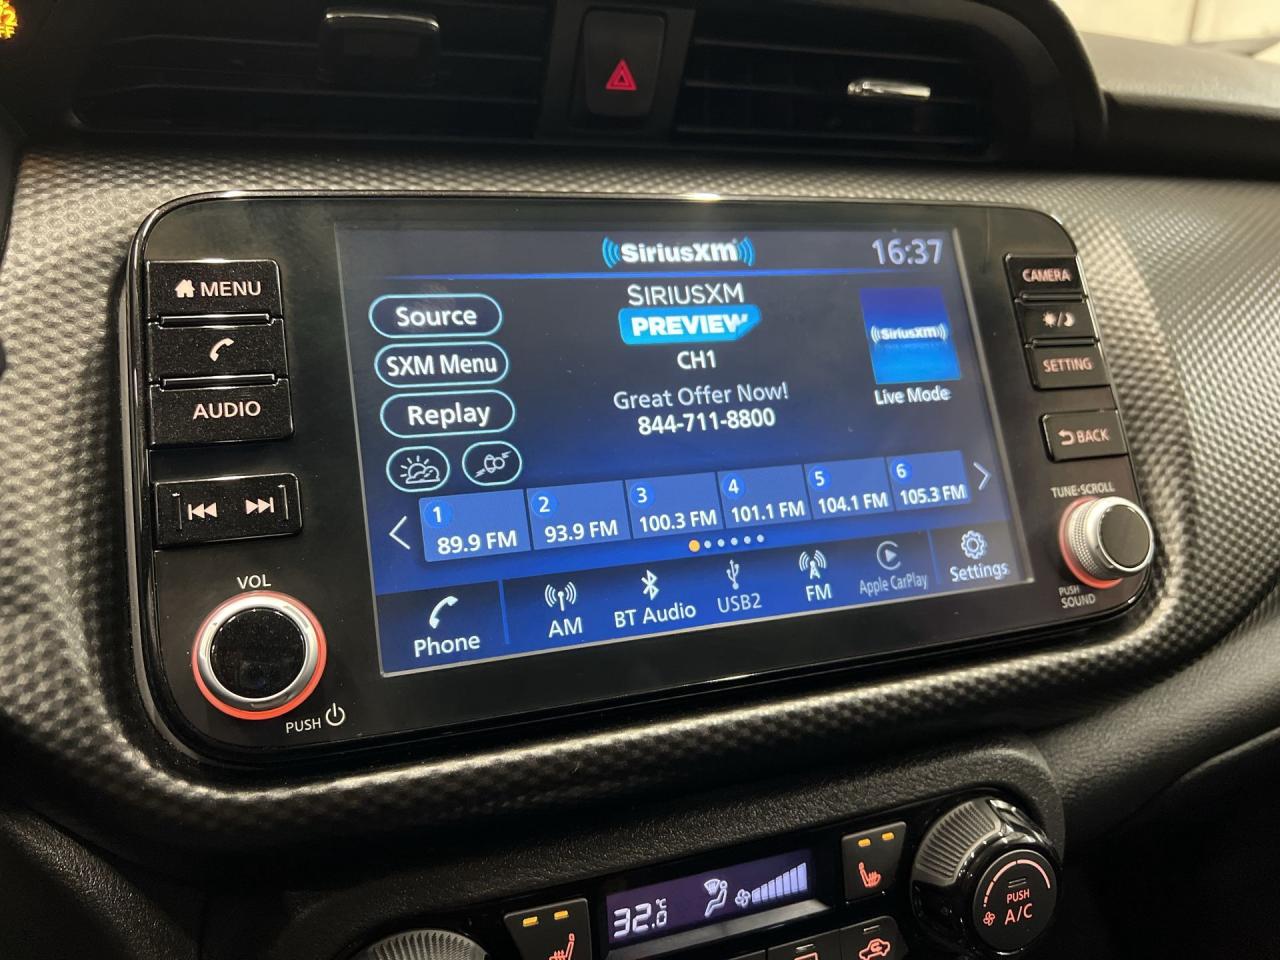 OFF
MENU
AUDIO
VOL
PUSH
SiriusXm
16:37
Source
SXM Menu
Replay
SIRIUSXM
PREVIEW
CH1
Great Offer Now!
844-711-8800
SiriusXm
Live Mode
1
89.9 FM
2
93.9 FM
3
100.3 FM
4
101.1 FM
5
104.1 FM
6
105.3 FM
Phone
AM
BT Audio
USB2
FM
Apple CarPlay
Settings
CAMERA
SETTING
BACK
TUNE·SCROLL
PUSH
SOUND
32.0 °C
PUSH
A/C